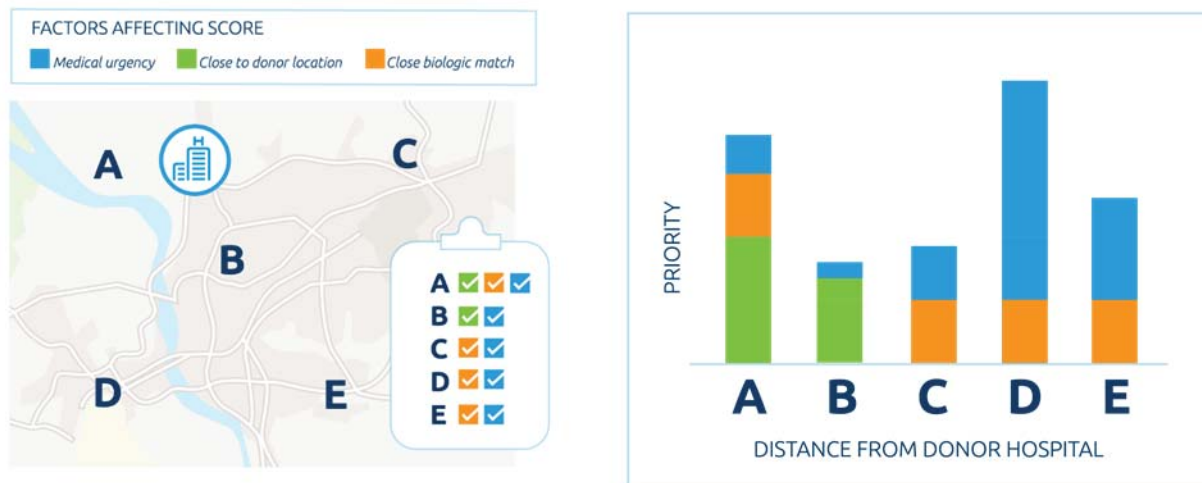 FACTORS AFFECTING SCORE
Medical urgency Close to donor location Close biologic match
A
H
C
B
D
E
A
B
C
D
E
PRIORITY
A B C D E
DISTANCE FROM DONOR HOSPITAL